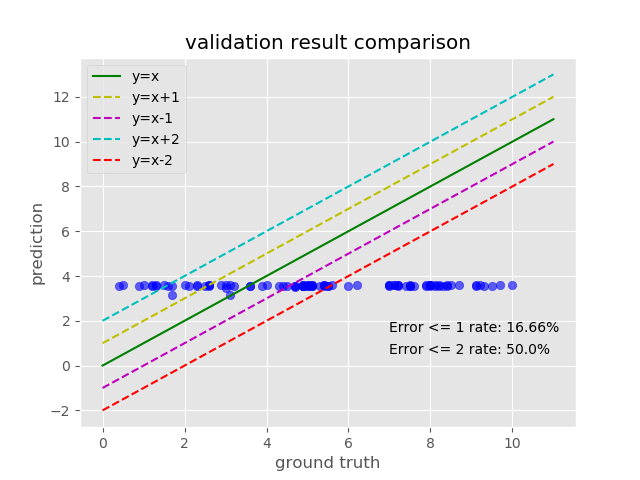 validation result comparison
y=x
y=x+1
y=x-1
y=x+2
y=x-2
prediction
12
10
8
6
4
2
0
−2
Error <= 1 rate: 16.66%
Error <= 2 rate: 50.0%
0 2 4 6 8 10
ground truth